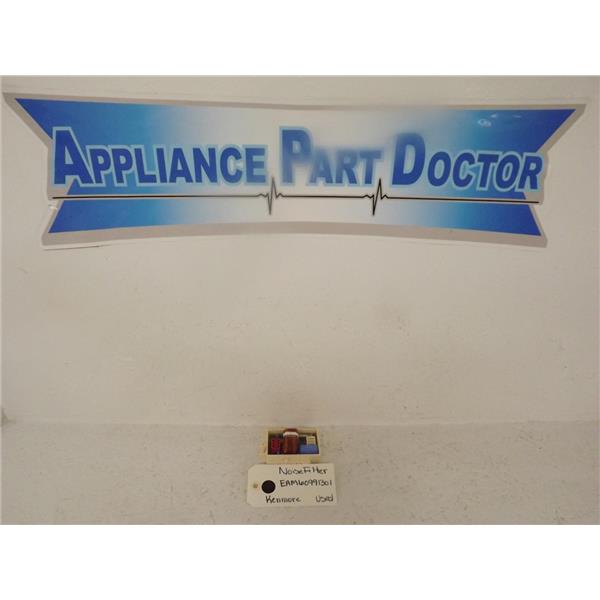 APPLIANCE PART DOCTOR
Noise Filter
EAM60991301
Kenmore Used